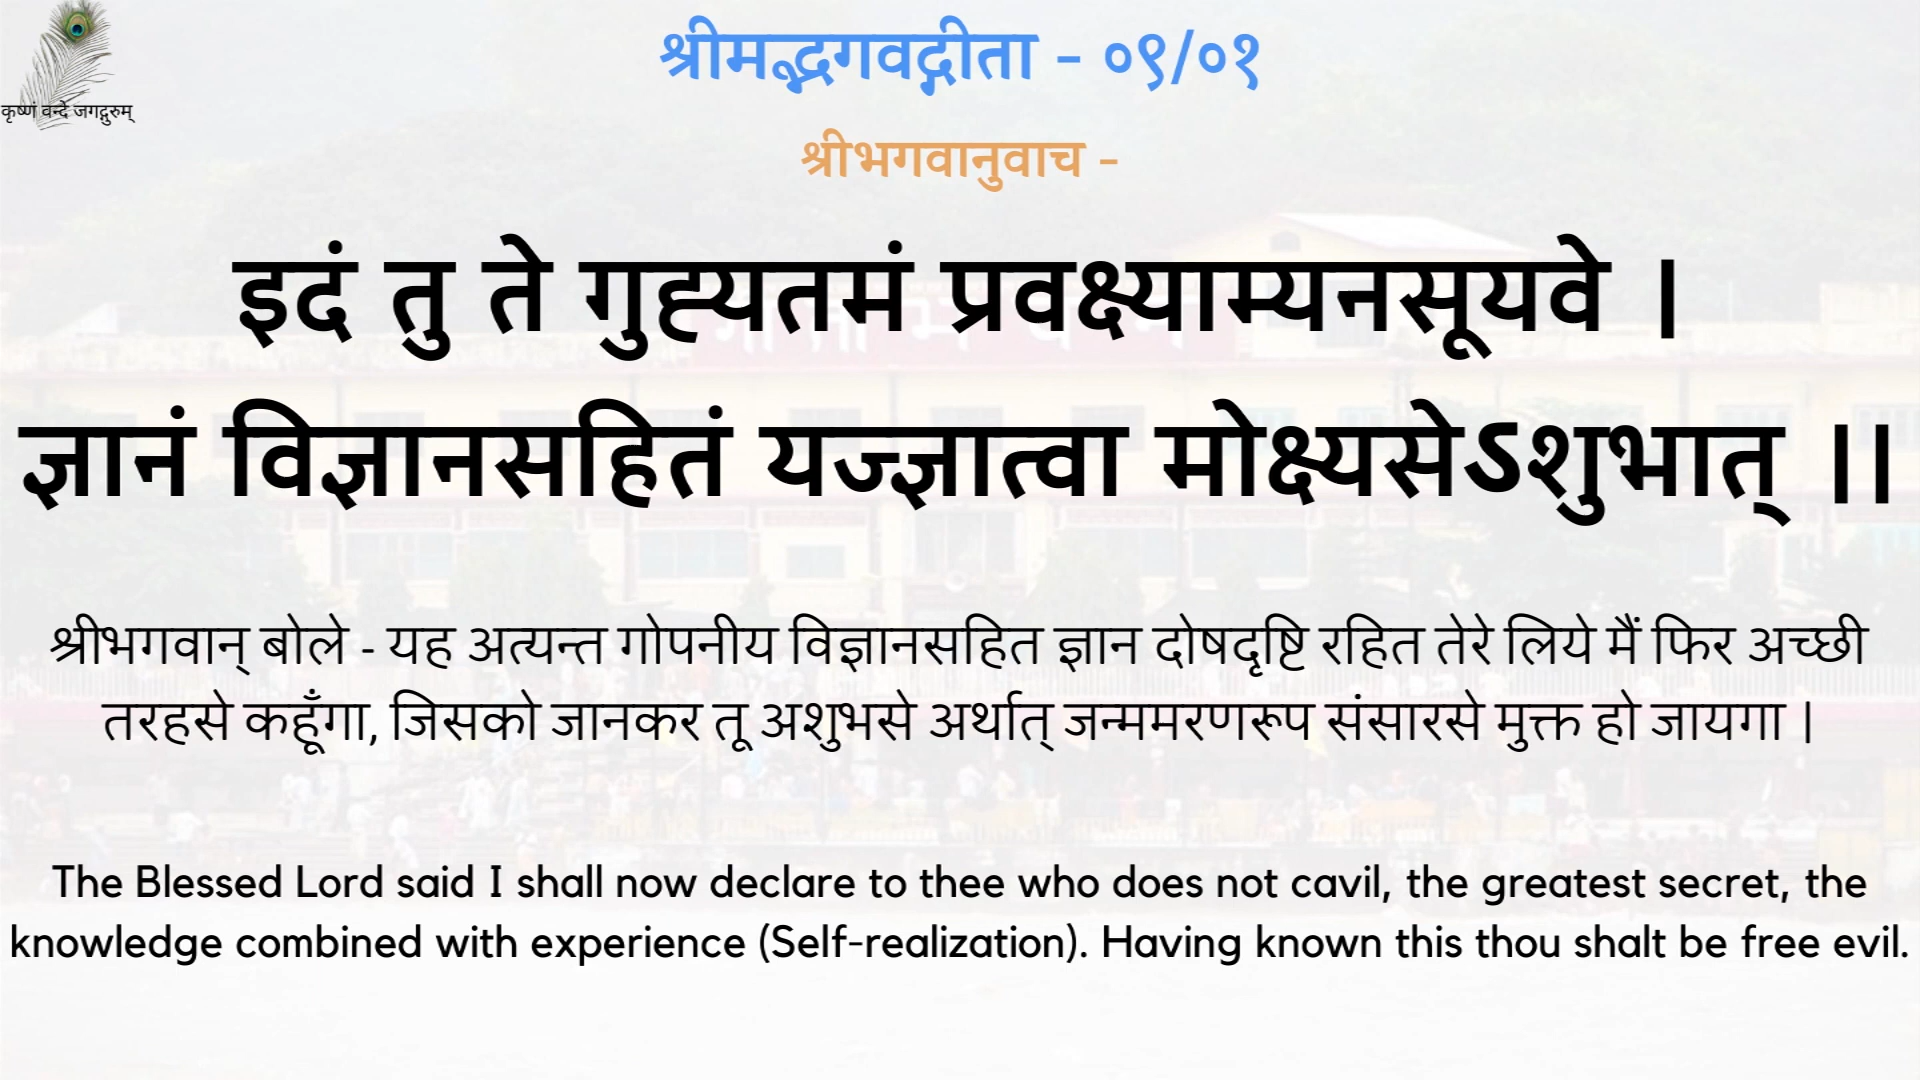 कृष्णं वन्दे जगद्गुरुम्
श्रीमद्भगवद्गीता - ०९/०१
श्रीभगवानुवाच -
इदं तु ते गुह्यतमं प्रवक्ष्याम्यनसूयवे |
ज्ञानं विज्ञानसहितं यज्ज्ञात्वा मोक्ष्यसेऽशुभात् ||
श्रीभगवान् बोले - यह अत्यन्त गोपनीय विज्ञानसहित ज्ञान दोषदृष्टि रहित तेरे लिये मैं फिर अच्छी
तरहसे कहूँगा, जिसको जानकर तू अशुभसे अर्थात् जन्ममरणरूप संसारसे मुक्त हो जायगा |
The Blessed Lord said I shall now declare to thee who does not cavil, the greatest secret, the
knowledge combined with experience (Self-realization). Having known this thou shalt be free evil.